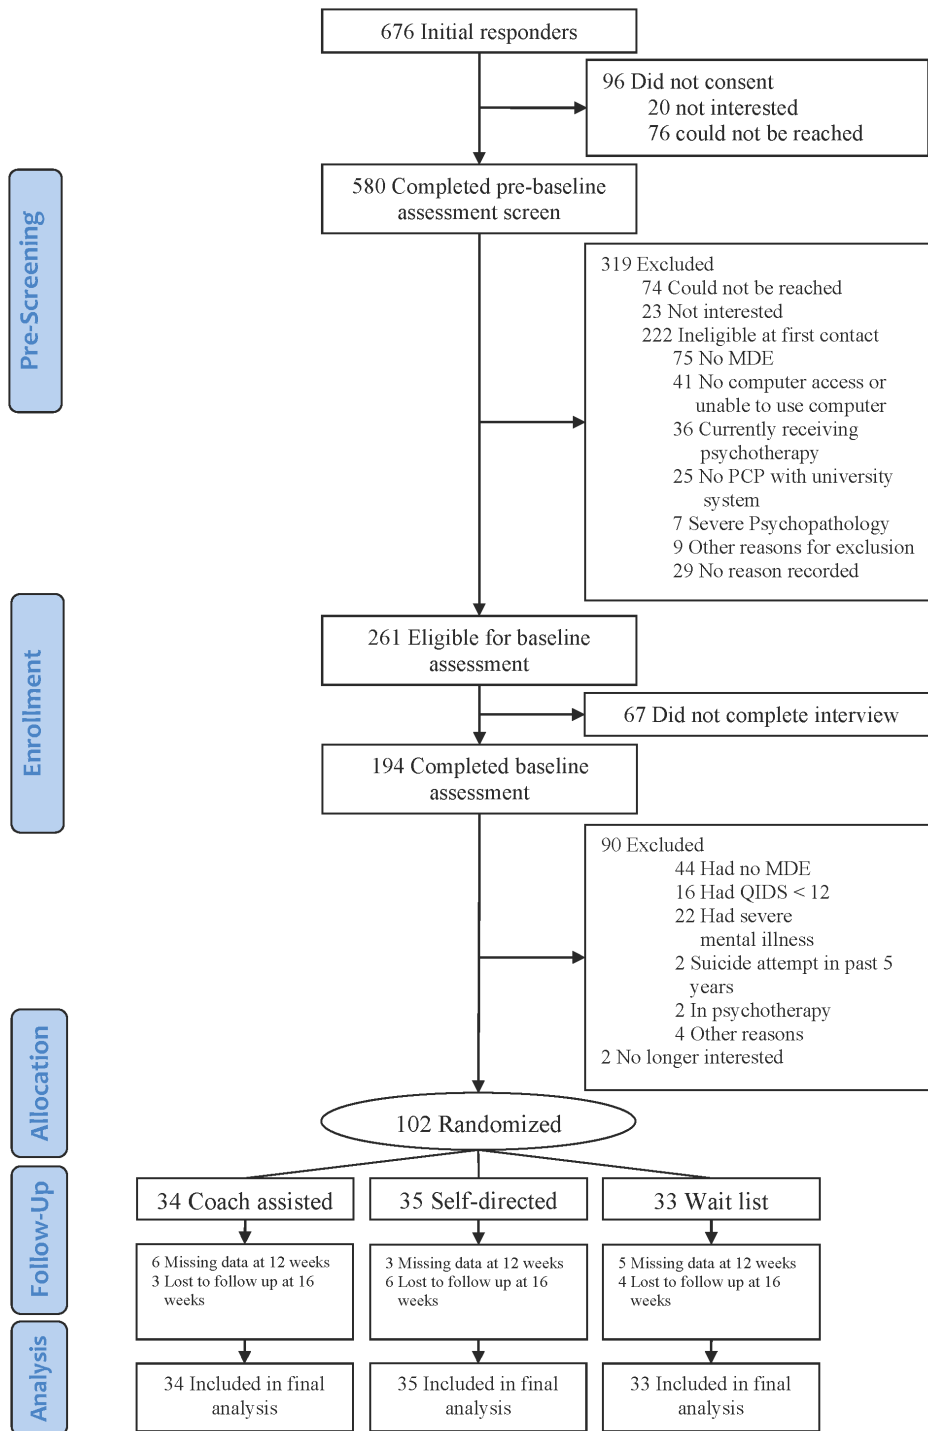 676 Initial responders
96 Did not consent
20 not interested
76 could not be reached
580 Completed pre-baseline
assessment screen
Pre-Screening
319 Excluded
74 Could not be reached
23 Not interested
222 Ineligible at first contact
75 No MDE
41 No computer access or
unable to use computer
36 Currently receiving
psychotherapy
25 No PCP with university
system
7 Severe Psychopathology
9 Other reasons for exclusion
29 No reason recorded
Enrollment
261 Eligible for baseline
assessment
67 Did not complete interview
194 Completed baseline
assessment
90 Excluded
44 Had no MDE
16 Had QIDS < 12
22 Had severe
mental illness
2 Suicide attempt in past 5
years
2 In psychotherapy
4 Other reasons
2 No longer interested
Allocation
102 Randomized
Follow-Up
34 Coach assisted
35 Self-directed
33 Wait list
6 Missing data at 12 weeks
3 Lost to follow up at 16
weeks
3 Missing data at 12 weeks
6 Lost to follow up at 16
weeks
5 Missing data at 12 weeks
4 Lost to follow up at 16
weeks
Analysis
34 Included in final
analysis
35 Included in final
analysis
33 Included in final
analysis